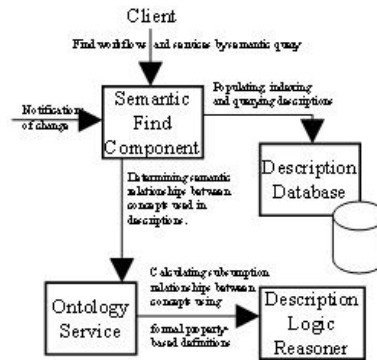 Client
Find workflows and services by semantic query
Semantic
Find
Component
Notifications
of change
Populating, indexing
and querying descriptions
Description
Database
Determining semantic
relationships between
concepts used in
descriptions.
Ontology
Service
Calculating subsumption
relationships between
concepts using
formal property-
based definitions
Description
Logic
Reasoner